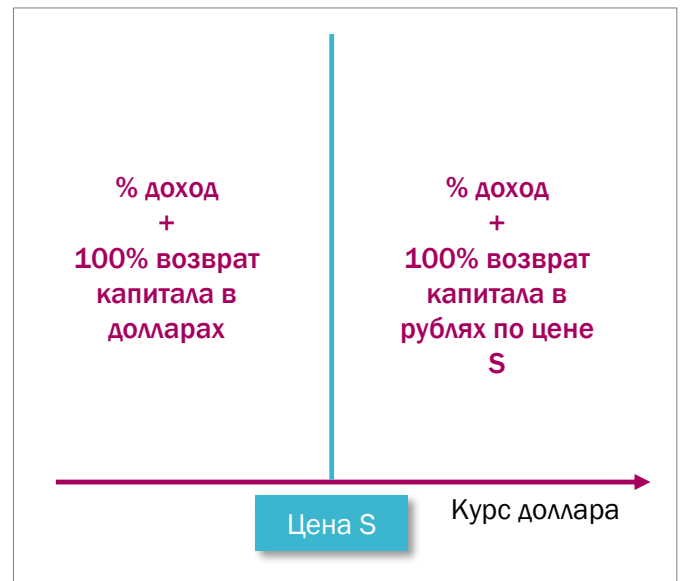 % доход
+
100% возврат
капитала в
долларах
% доход
+
100% возврат
капитала в
рублях по цене
S
Цена S
Курс доллара